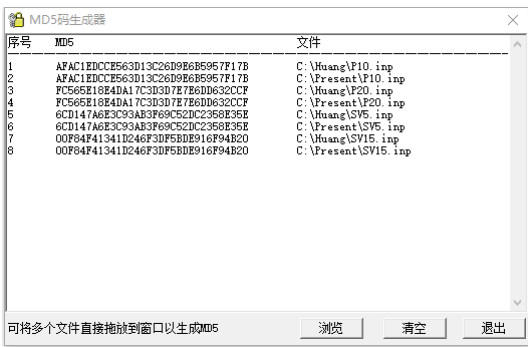 MD5码生成器
序号 MD5 文件
1 AFAC1EDCCE563D13C26D9E6B5957F17B C:\Huang\P10.inp
2 AFAC1EDCCE563D13C26D9E6B5957F17B C:\Present\P10.inp
3 FC565E18E4DA17C3D3D7E7E6DD632CCF C:\Huang\P20.inp
4 FC565E18E4DA17C3D3D7E7E6DD632CCF C:\Present\P20.inp
5 6CD147A6E3C93AB3F69C52DC2358E35E C:\Huang\SV5.inp
6 6CD147A6E3C93AB3F69C52DC2358E35E C:\Present\SV5.inp
7 00F84F41341D246F3DF5BDE916F94B20 C:\Huang\SV15.inp
8 00F84F41341D246F3DF5BDE916F94B20 C:\Present\SV15.inp
可将多个文件直接拖放到窗口以生成MD5 浏览 清空 退出